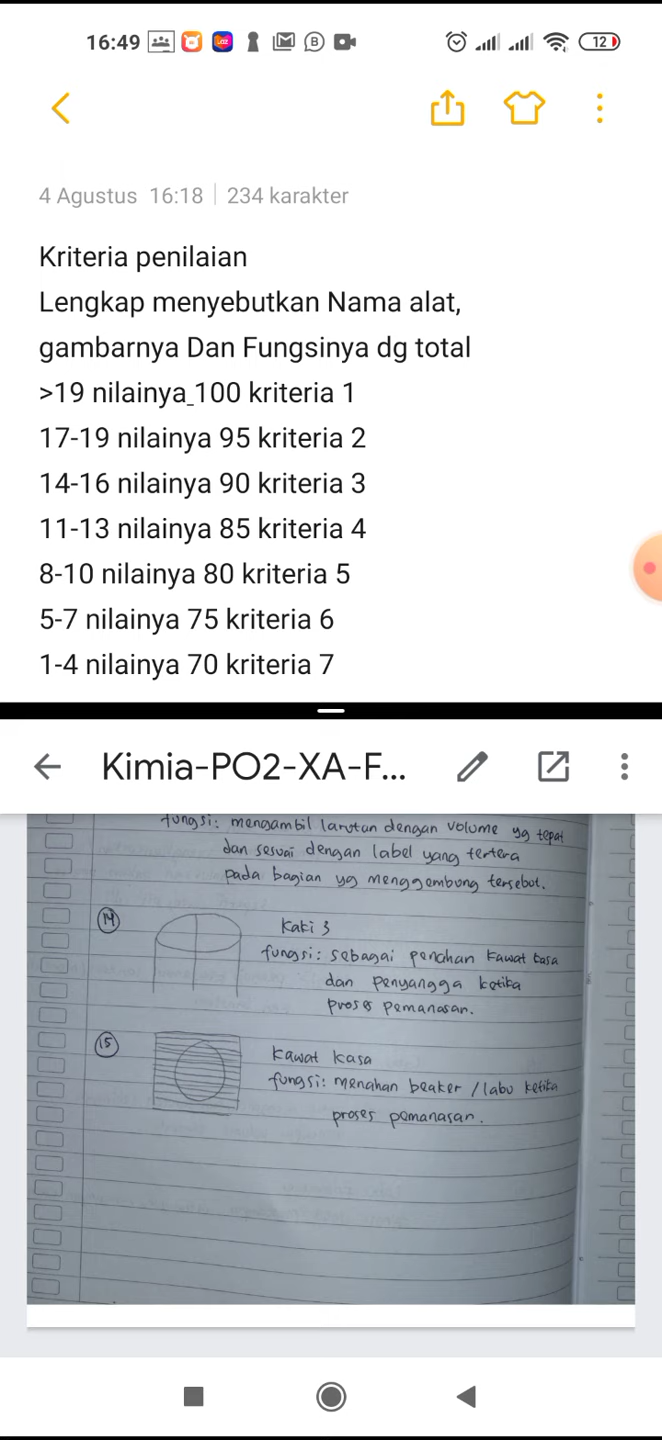 16:49
12
4 Agustus 16:18 | 234 karakter
Kriteria penilaian
Lengkap menyebutkan Nama alat,
gambarnya Dan Fungsinya dg total
>19 nilainya 100 kriteria 1
17-19 nilainya 95 kriteria 2
14-16 nilainya 90 kriteria 3
11-13 nilainya 85 kriteria 4
8-10 nilainya 80 kriteria 5
5-7 nilainya 75 kriteria 6
1-4 nilainya 70 kriteria 7
Kimia-PO2-XA-F...
fungsi: mengambil larutan dengan volume yg tepat
dan sesuai dengan label yang tertera
pada bagian yg menggembung tersebut.
14
Kaki 3
fungsi: sebagai penahan kawat kasa
dan penyangga ketika
proses pemanasan.
15
Kawat kasa
fungsi: menahan beaker / labu ketika
proses pemanasan.